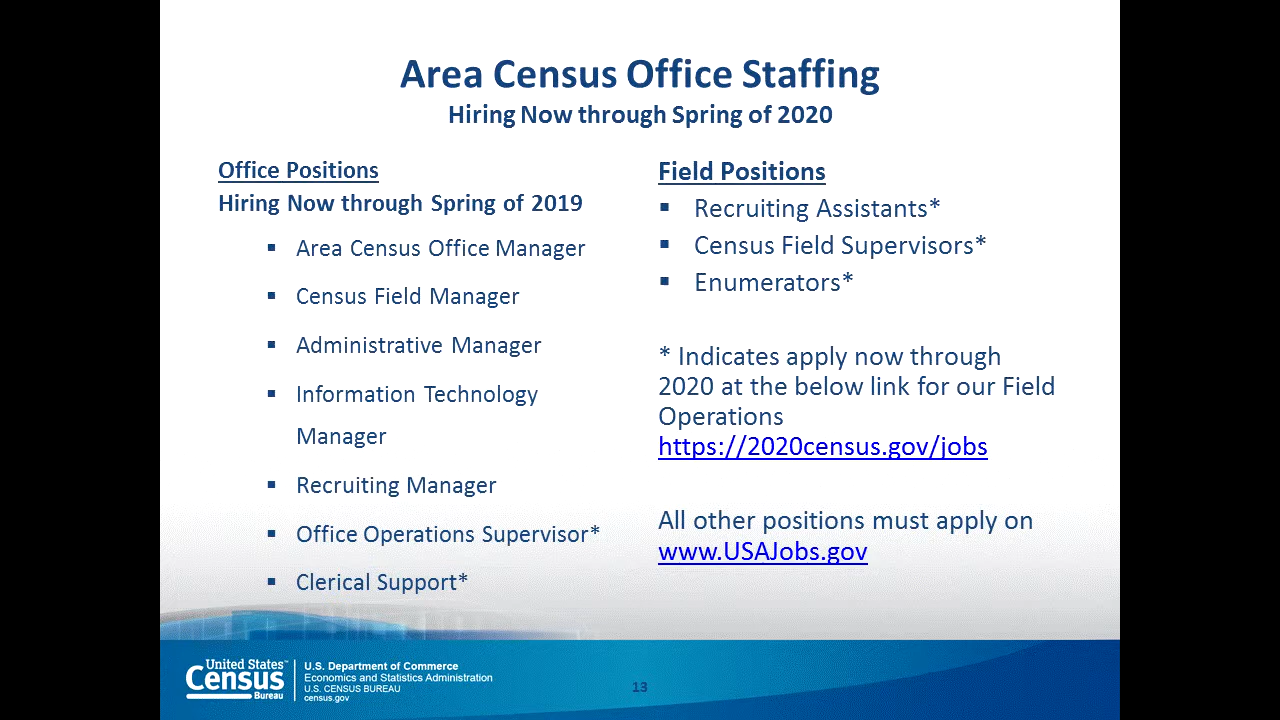 Area Census Office Staffing
Hiring Now through Spring of 2020
Office Positions
Hiring Now through Spring of 2019
▪ Area Census Office Manager
▪ Census Field Manager
▪ Administrative Manager
▪ Information Technology
Manager
▪ Recruiting Manager
▪ Office Operations Supervisor*
▪ Clerical Support*
Field Positions
▪ Recruiting Assistants*
▪ Census Field Supervisors*
▪ Enumerators*
* Indicates apply now through
2020 at the below link for our Field
Operations
https://2020census.gov/jobs
All other positions must apply on
www.USAJobs.gov
United States™
Census
Bureau
U.S. Department of Commerce
Economics and Statistics Administration
U.S. CENSUS BUREAU
census.gov
13